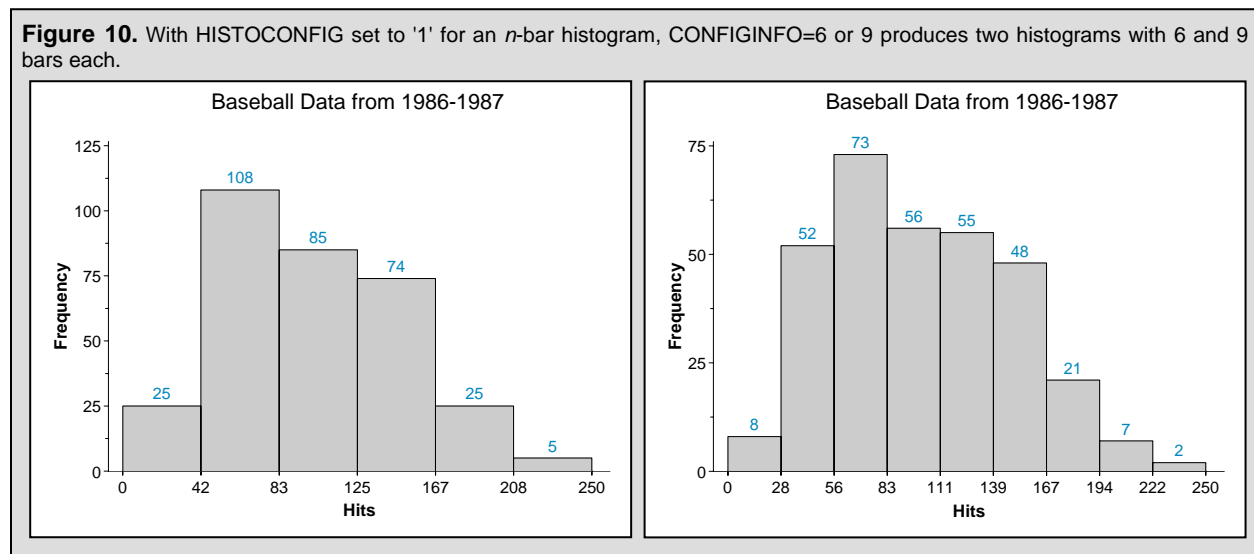 Figure 10. With HISTOCONFIG set to '1' for an n-bar histogram, CONFIGINFO=6 or 9 produces two histograms with 6 and 9
bars each.
Baseball Data from 1986-1987
125
100
75
50
25
0
Frequency
25
108
85
74
25
5
0 42 83 125 167 208 250
Hits
Baseball Data from 1986-1987
75
50
25
0
Frequency
8
52
73
56
55
48
21
7
2
0 28 56 83 111 139 167 194 222 250
Hits